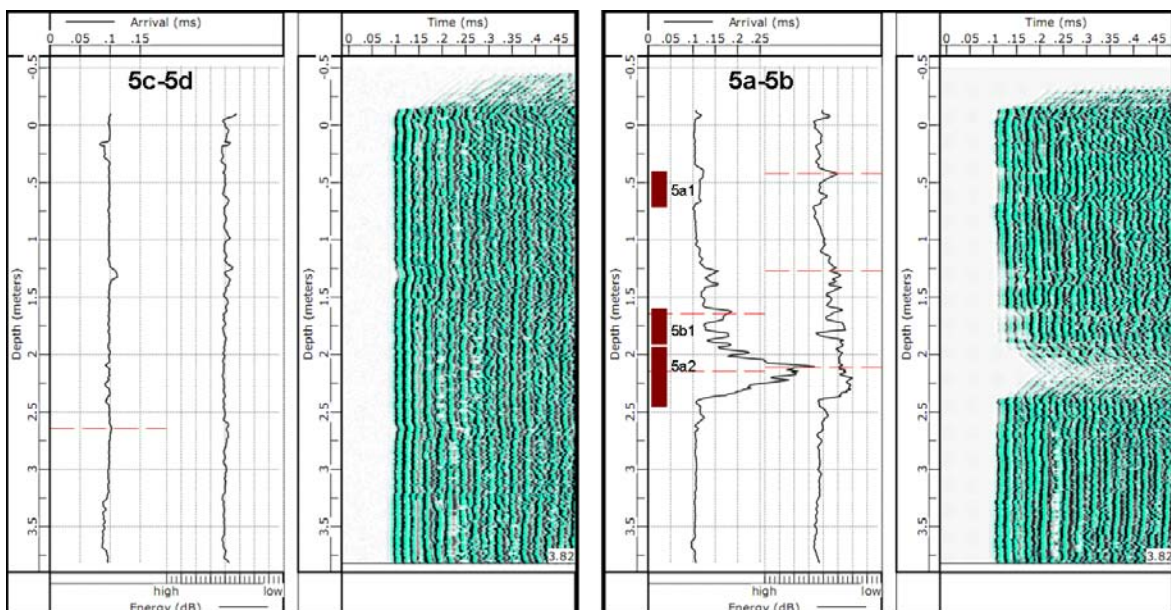 Arrival (ms)
0 .05 .1 .15
Time (ms)
0 .05 .1 .15 .2 .25 .3 .35 .4 .45
5c-5d
Depth (meters)
-0.5
0
.5
1
1.5
2
2.5
3
3.5
Depth (meters)
-0.5
0
.5
1
1.5
2
2.5
3
3.5
3.82
high low
Energy (dB)
Arrival (ms)
0 .05 .1 .15 .2 .25
Time (ms)
0 .05 .1 .15 .2 .25 .3 .35 .4 .45
5a-5b
Depth (meters)
-0.5
0
.5
1
1.5
2
2.5
3
3.5
5a1
5b1
5a2
Depth (meters)
-0.5
0
.5
1
1.5
2
2.5
3
3.5
3.82
high low
Energy (dB)